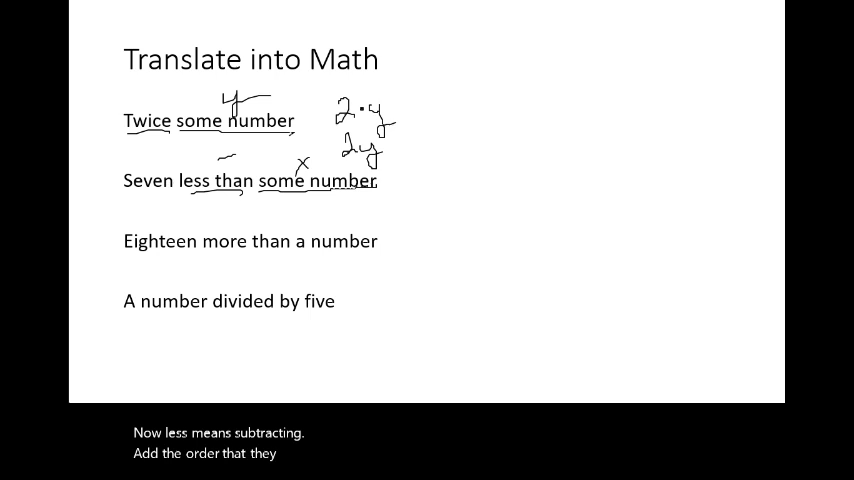 Translate into Math
y
Twice some number 2 · y
2y
– x
Seven less than some number.
Eighteen more than a number
A number divided by five
Now less means subtracting.
Add the order that they